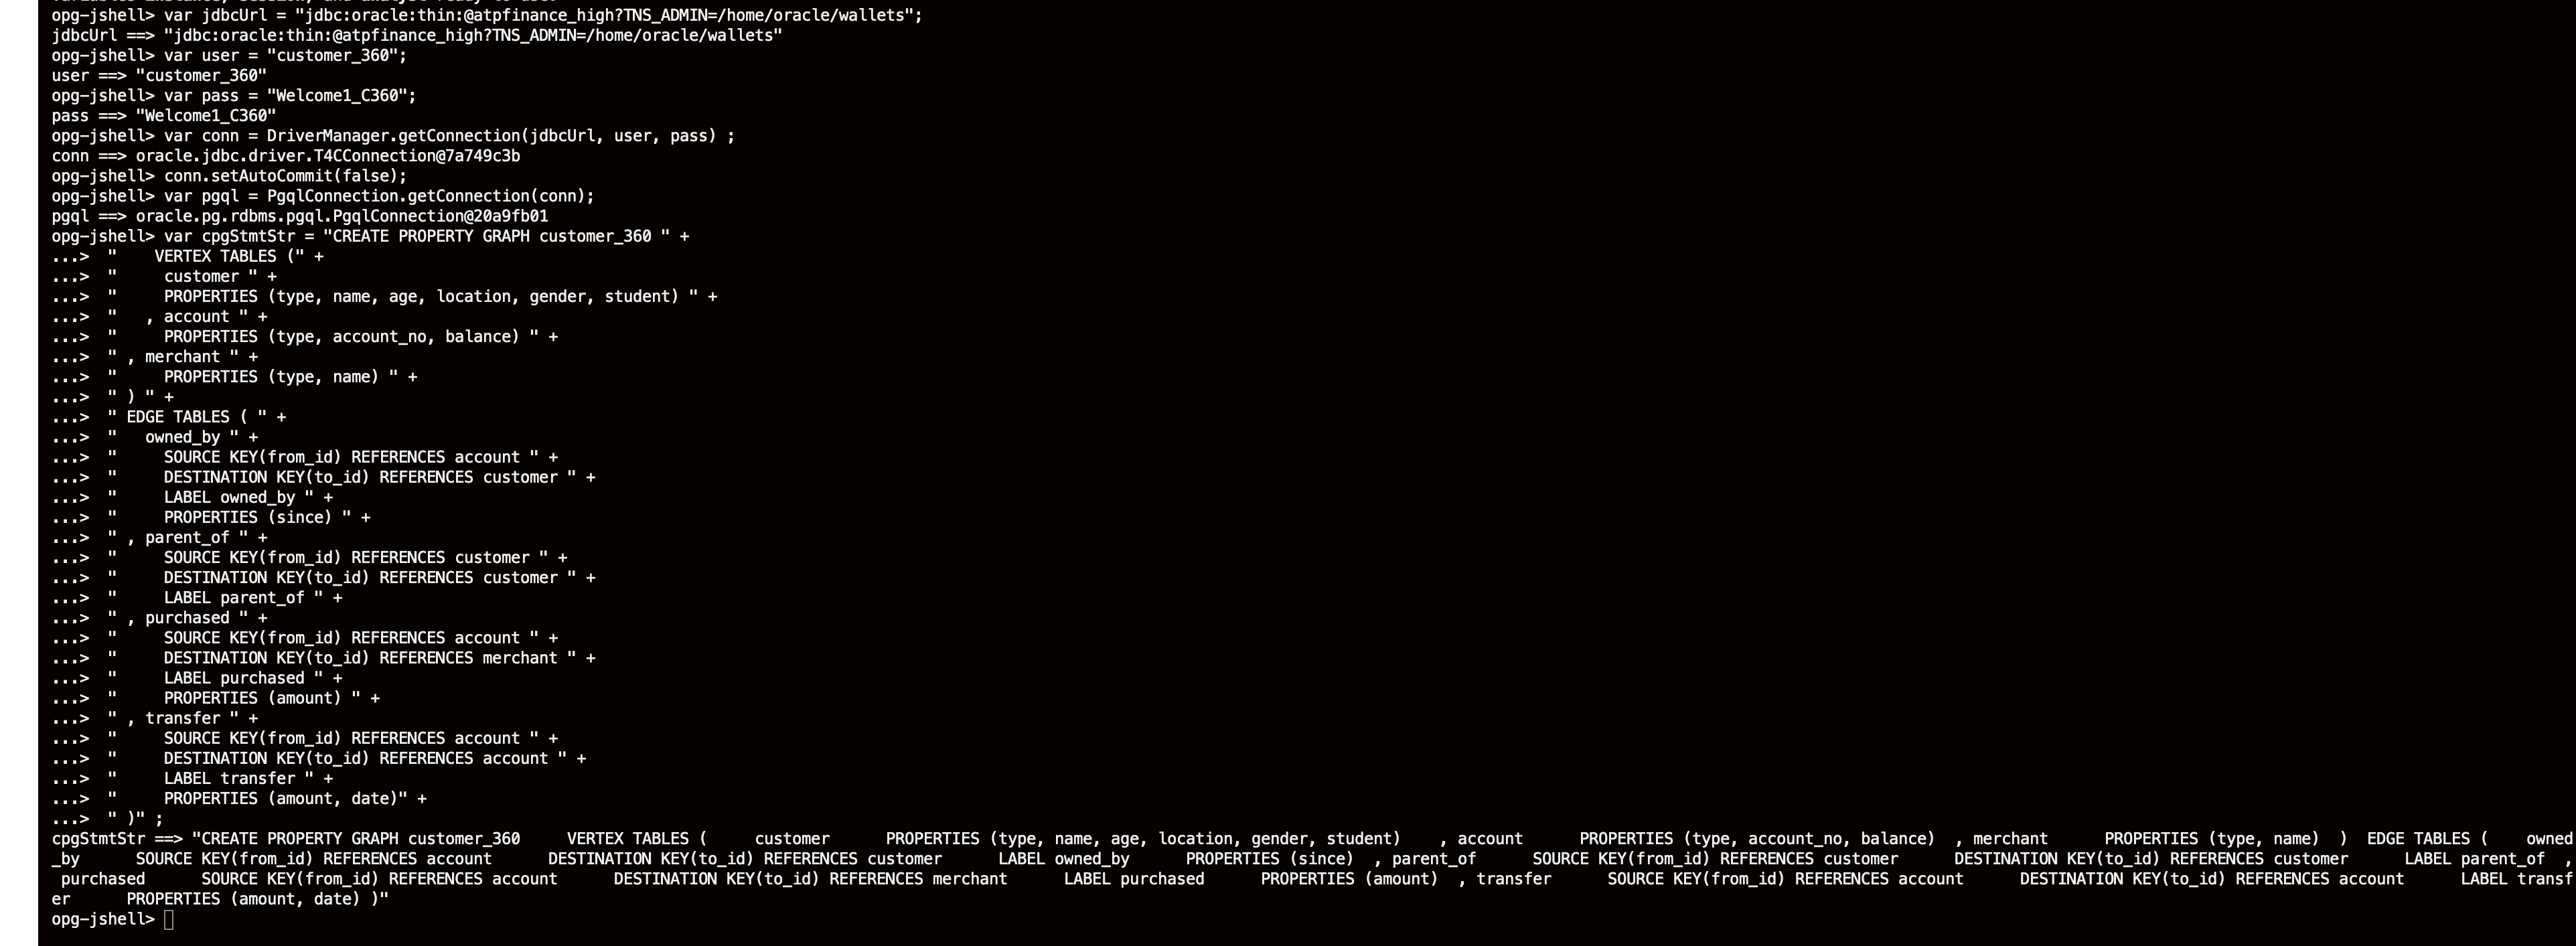 opg-jshell> var jdbcUrl = "jdbc:oracle:thin:@atpfinance_high?TNS_ADMIN=/home/oracle/wallets";
jdbcUrl ==> "jdbc:oracle:thin:@atpfinance_high?TNS_ADMIN=/home/oracle/wallets"
opg-jshell> var user = "customer_360";
user ==> "customer_360"
opg-jshell> var pass = "Welcome1_C360";
pass ==> "Welcome1_C360"
opg-jshell> var conn = DriverManager.getConnection(jdbcUrl, user, pass) ;
conn ==> oracle.jdbc.driver.T4CConnection@7a749c3b
opg-jshell> conn.setAutoCommit(false);
opg-jshell> var pgql = PgqlConnection.getConnection(conn);
pgql ==> oracle.pg.rdbms.pgql.PgqlConnection@20a9fb01
opg-jshell> var cpgStmtStr = "CREATE PROPERTY GRAPH customer_360 " +
...>  "    VERTEX TABLES (" +
...>  "     customer " +
...>  "     PROPERTIES (type, name, age, location, gender, student) " +
...>  "   , account " +
...>  "     PROPERTIES (type, account_no, balance) " +
...>  " , merchant " +
...>  "     PROPERTIES (type, name) " +
...>  " ) " +
...>  " EDGE TABLES ( " +
...>  "   owned_by " +
...>  "     SOURCE KEY(from_id) REFERENCES account " +
...>  "     DESTINATION KEY(to_id) REFERENCES customer " +
...>  "     LABEL owned_by " +
...>  "     PROPERTIES (since) " +
...>  " , parent_of " +
...>  "     SOURCE KEY(from_id) REFERENCES customer " +
...>  "     DESTINATION KEY(to_id) REFERENCES customer " +
...>  "     LABEL parent_of " +
...>  " , purchased " +
...>  "     SOURCE KEY(from_id) REFERENCES account " +
...>  "     DESTINATION KEY(to_id) REFERENCES merchant " +
...>  "     LABEL purchased " +
...>  "     PROPERTIES (amount) " +
...>  " , transfer " +
...>  "     SOURCE KEY(from_id) REFERENCES account " +
...>  "     DESTINATION KEY(to_id) REFERENCES account " +
...>  "     LABEL transfer " +
...>  "     PROPERTIES (amount, date)" +
...>  " )" ;
cpgStmtStr ==> "CREATE PROPERTY GRAPH customer_360     VERTEX TABLES (     customer      PROPERTIES (type, name, age, location, gender, student)    , account      PROPERTIES (type, account_no, balance)  , merchant      PROPERTIES (type, name)  )  EDGE TABLES (    owned
_by      SOURCE KEY(from_id) REFERENCES account      DESTINATION KEY(to_id) REFERENCES customer       LABEL owned_by      PROPERTIES (since)  , parent_of      SOURCE KEY(from_id) REFERENCES customer      DESTINATION KEY(to_id) REFERENCES customer      LABEL parent_of  ,
 purchased      SOURCE KEY(from_id) REFERENCES account      DESTINATION KEY(to_id) REFERENCES merchant      LABEL purchased      PROPERTIES (amount)  , transfer      SOURCE KEY(from_id) REFERENCES account      DESTINATION KEY(to_id) REFERENCES account      LABEL transf
er      PROPERTIES (amount, date) )"
opg-jshell>